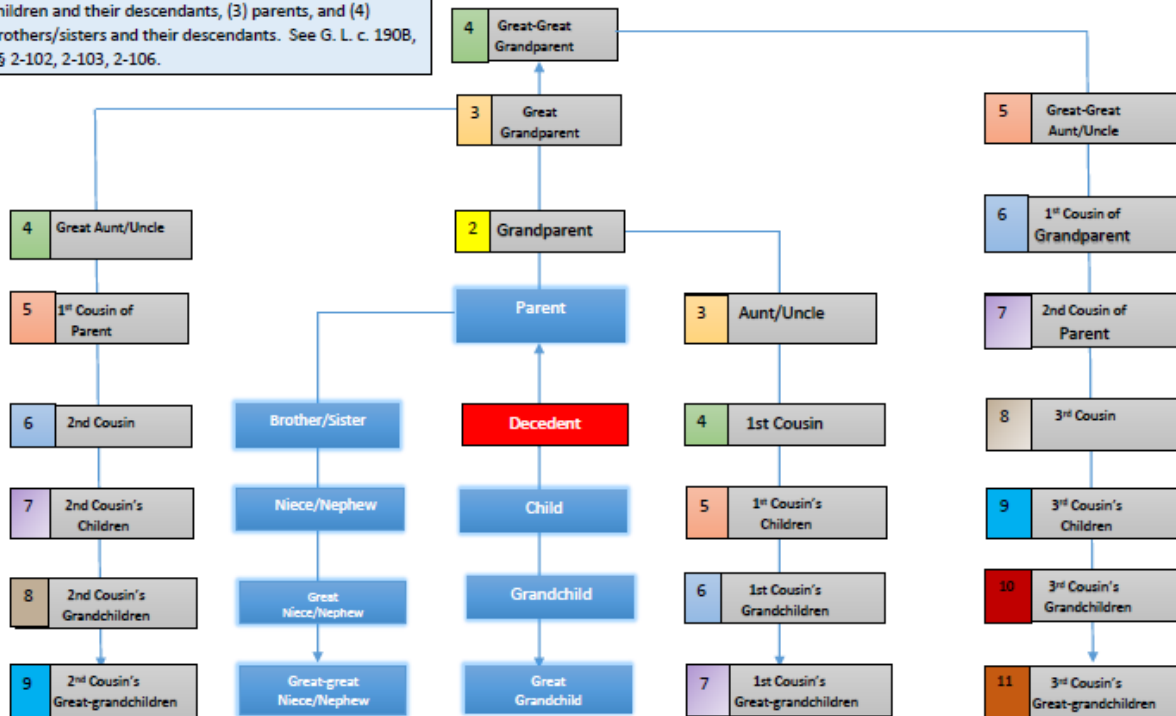 hildren and their descendants, (3) parents, and (4)
rothers/sisters and their descendants. See G. L. c. 190B,
§ 2-102, 2-103, 2-106.
4 Great-Great
Grandparent
3 Great
Grandparent
5 Great-Great
Aunt/Uncle
4 Great Aunt/Uncle
2 Grandparent
6 1st Cousin of
Grandparent
5 1st Cousin of
Parent
Parent
3 Aunt/Uncle
7 2nd Cousin of
Parent
6 2nd Cousin
Brother/Sister
Decedent
4 1st Cousin
8 3rd Cousin
7 2nd Cousin's
Children
Niece/Nephew
Child
5 1st Cousin's
Children
9 3rd Cousin's
Children
8 2nd Cousin's
Grandchildren
Great
Niece/Nephew
Grandchild
6 1st Cousin's
Grandchildren
10 3rd Cousin's
Grandchildren
9 2nd Cousin's
Great-grandchildren
Great-great
Niece/Nephew
Great
Grandchild
7 1st Cousin's
Great-grandchildren
11 3rd Cousin's
Great-grandchildren